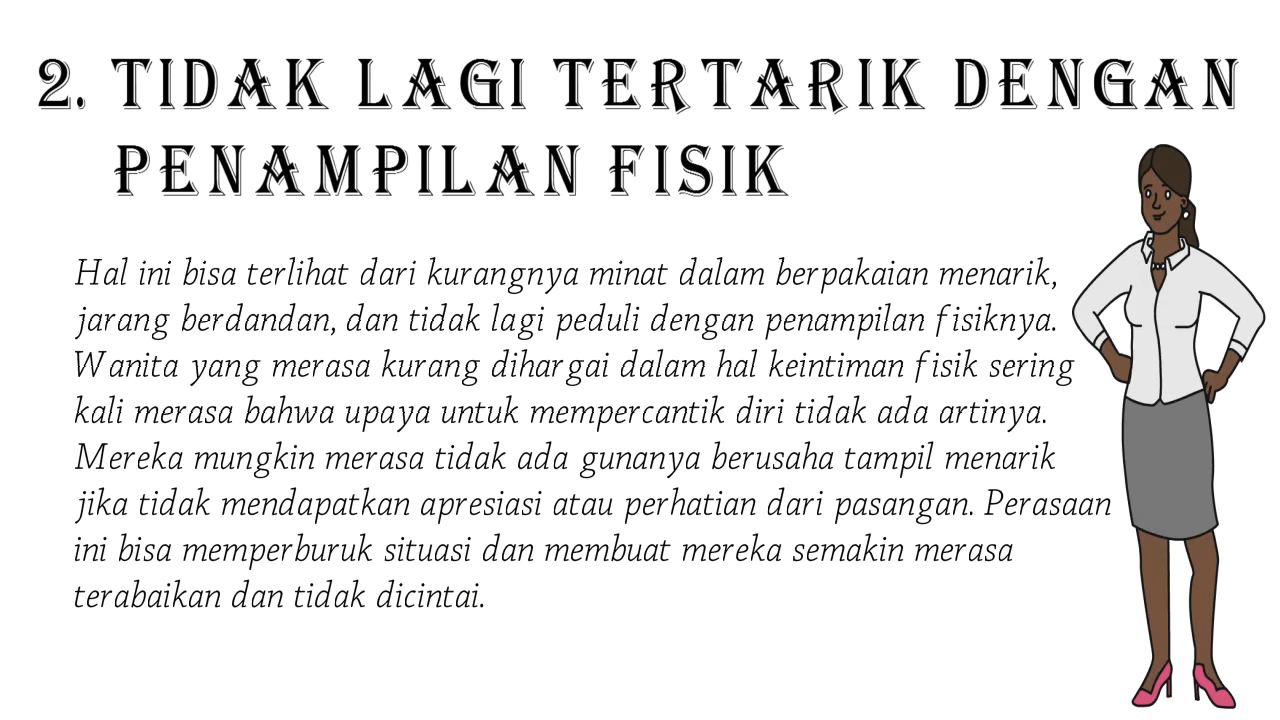 2. TIDAK LAGI TERTARIK DENGAN
PENAMPILAN FISIK
Hal ini bisa terlihat dari kurangnya minat dalam berpakaian menarik,
jarang berdandan, dan tidak lagi peduli dengan penampilan fisiknya.
Wanita yang merasa kurang dihargai dalam hal keintiman fisik sering
kali merasa bahwa upaya untuk mempercantik diri tidak ada artinya.
Mereka mungkin merasa tidak ada gunanya berusaha tampil menarik
jika tidak mendapatkan apresiasi atau perhatian dari pasangan. Perasaan
ini bisa memperburuk situasi dan membuat mereka semakin merasa
terabaikan dan tidak dicintai.